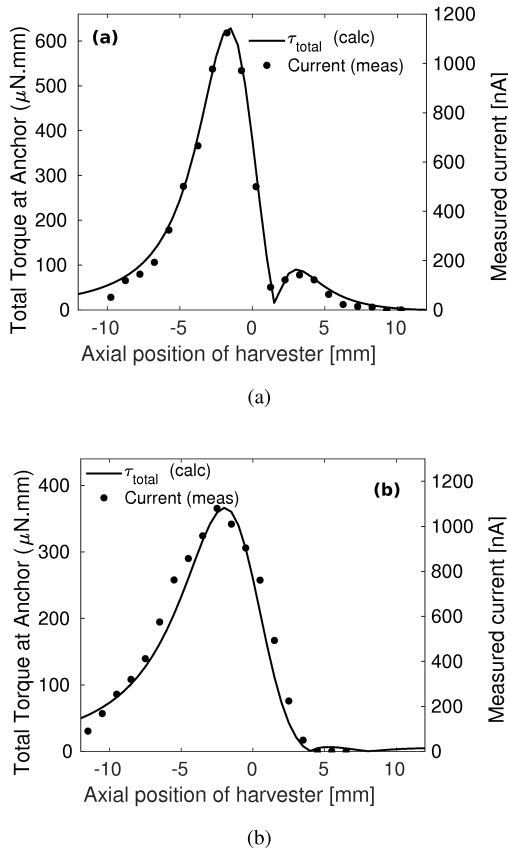 (a)
τtotal (calc)
Current (meas)
Total Torque at Anchor (μN.mm)
600
500
400
300
200
100
0
Measured current [nA]
1200
1000
800
600
400
200
0
-10 -5 0 5 10
Axial position of harvester [mm]
(a)
τtotal (calc)
Current (meas)
(b)
Total Torque at Anchor (μN.mm)
400
300
200
100
0
Measured current [nA]
1200
1000
800
600
400
200
0
-10 -5 0 5 10
Axial position of harvester [mm]
(b)